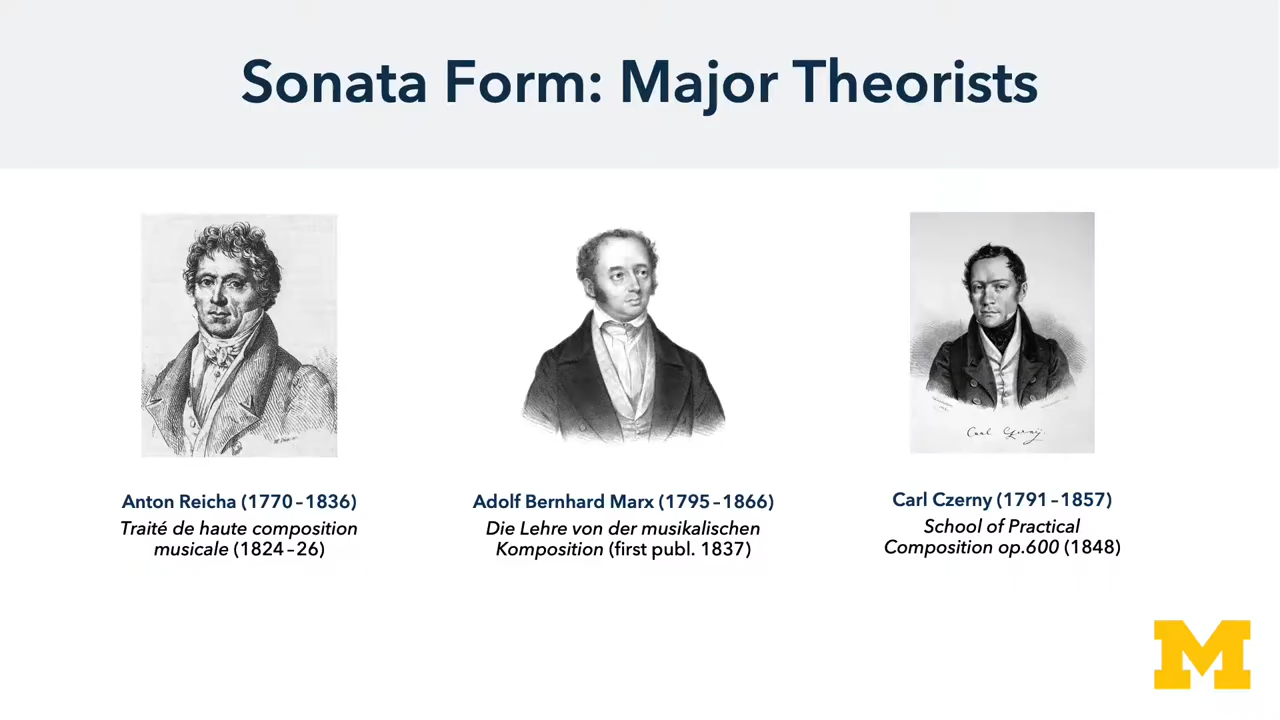 Sonata Form: Major Theorists
Anton Reicha (1770–1836)
Traité de haute composition
musicale (1824–26)
Adolf Bernhard Marx (1795–1866)
Die Lehre von der musikalischen
Komposition (first publ. 1837)
Carl Czerny
Carl Czerny (1791–1857)
School of Practical
Composition op.600 (1848)
M